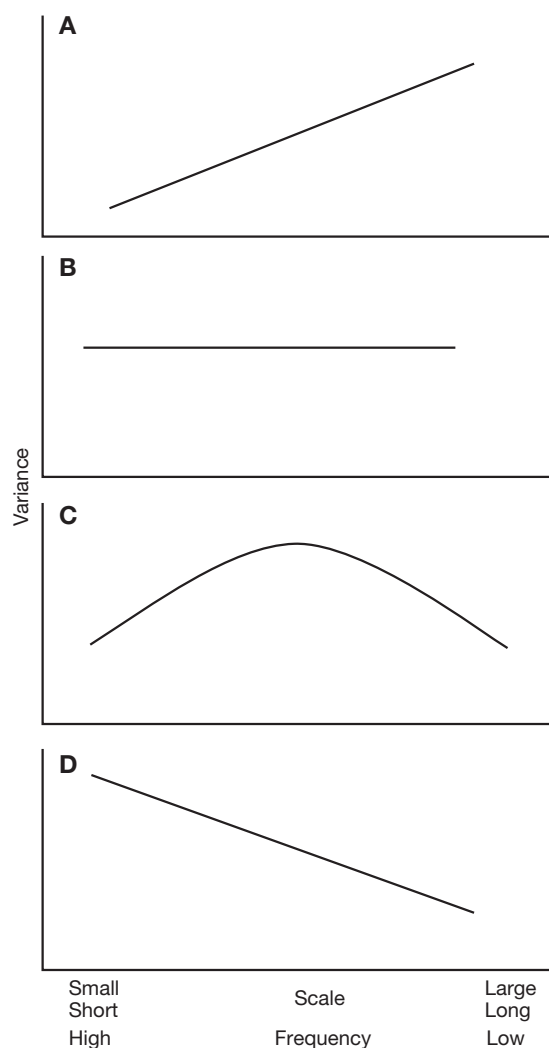 A
B
Variance
C
D
Small Scale Large
Short Long
High Frequency Low